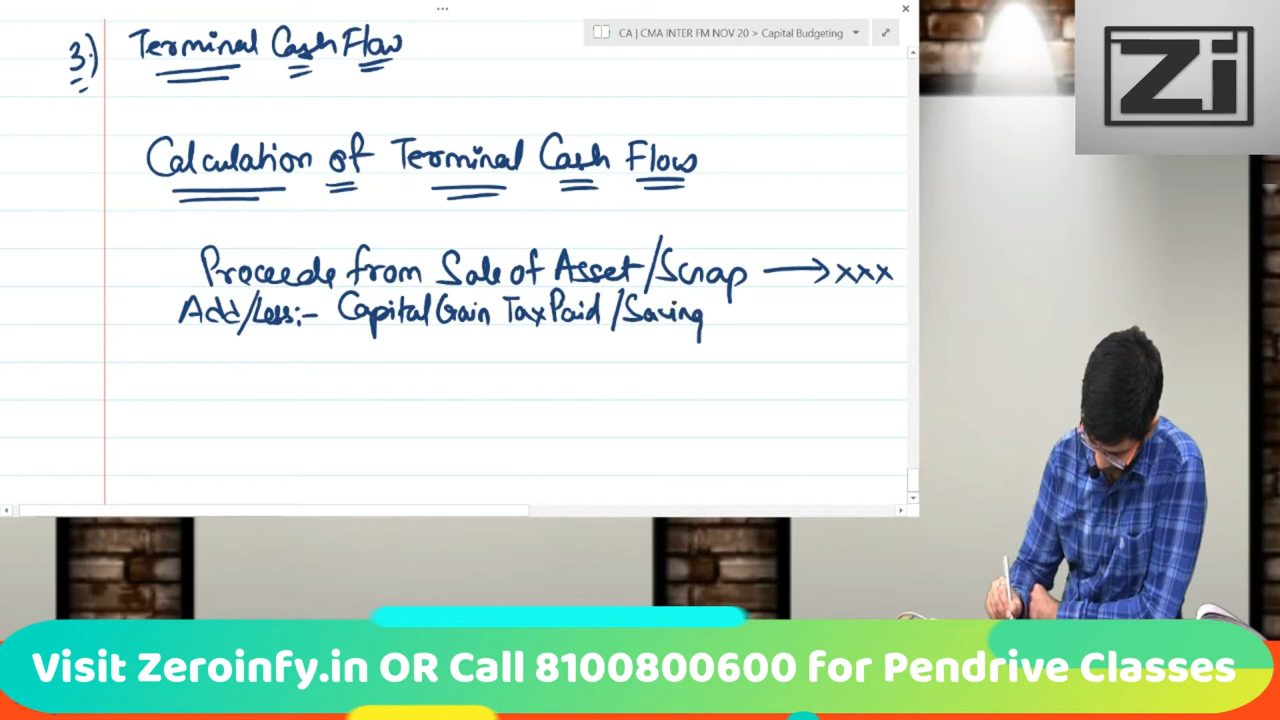 CA | CMA INTER FM NOV 20 > Capital Budgeting
Zi
3.) Terminal Cash Flow
Calculation of Terminal Cash Flow
Proceeds from Sale of Asset/Scrap → xxx
Add/Less:- Capital Gain Tax Paid/Saving
Visit Zeroinfy.in OR Call 8100800600 for Pendrive Classes